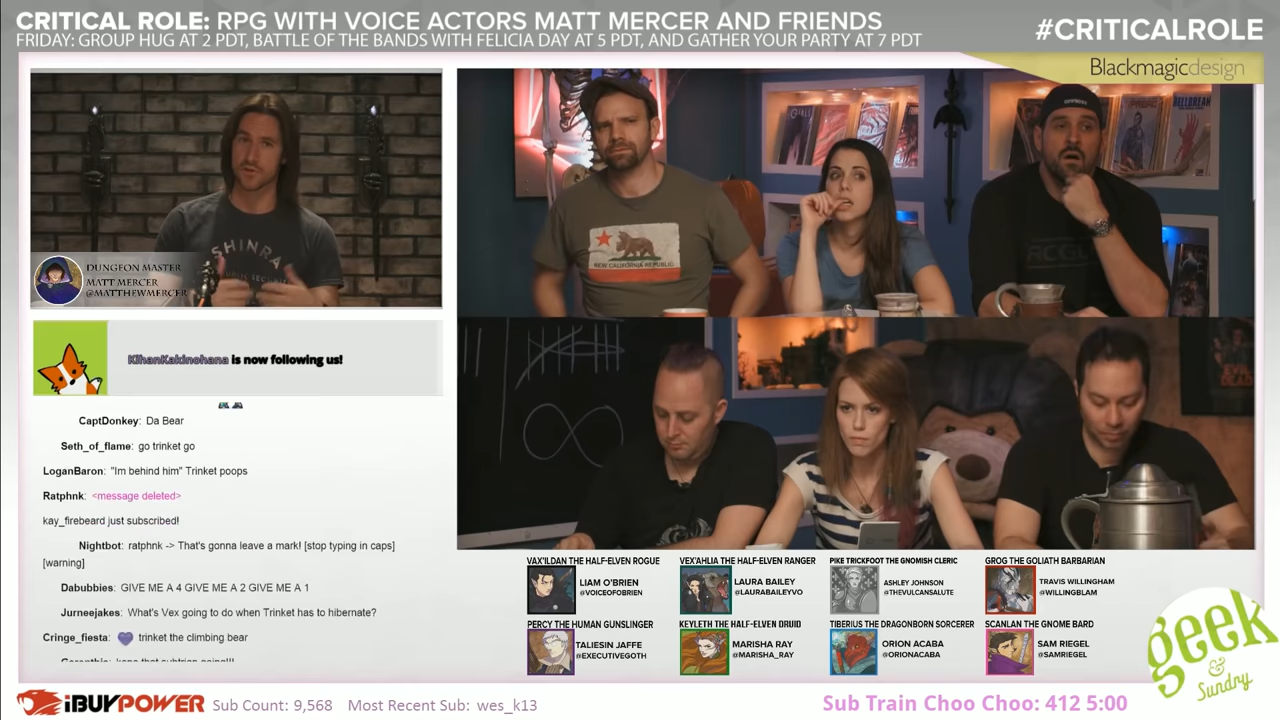 CRITICAL ROLE: RPG WITH VOICE ACTORS MATT MERCER AND FRIENDS
FRIDAY: GROUP HUG AT 2 PDT, BATTLE OF THE BANDS WITH FELICIA DAY AT 5 PDT, AND GATHER YOUR PARTY AT 7 PDT
#CRITICALROLE
Blackmagicdesign
SHINRA
DUNGEON MASTER
MATT MERCER
@MATTHEWMERCER
NEW CALIFORNIA REPUBLIC
KihanKakinohana is now following us!
CaptDonkey: Da Bear
Seth_of_flame: go trinket go
LoganBaron: "Im behind him" Trinket poops
Ratphnk: <message deleted>
kay_firebeard just subscribed!
Nightbot: ratphnk -> That's gonna leave a mark! [stop typing in caps]
[warning]
Dabubbies: GIVE ME A 4 GIVE ME A 2 GIVE ME A 1
Jurneejakes: What's Vex going to do when Trinket has to hibernate?
Cringe_fiesta: trinket the climbing bear
EVIL
DEAD
VAX'ILDAN THE HALF-ELVEN ROGUE
LIAM O'BRIEN
@VOICEOFOBRIEN
VEX'AHLIA THE HALF-ELVEN RANGER
LAURA BAILEY
@LAURABAILEYVO
PIKE TRICKFOOT THE GNOMISH CLERIC
ASHLEY JOHNSON
@THEVULCANSALUTE
GROG THE GOLIATH BARBARIAN
TRAVIS WILLINGHAM
@WILLINGBLAM
PERCY THE HUMAN GUNSLINGER
TALIESIN JAFFE
@EXECUTIVEGOTH
KEYLETH THE HALF-ELVEN DRUID
MARISHA RAY
@MARISHA_RAY
TIBERIUS THE DRAGONBORN SORCERER
ORION ACABA
@ORIONACABA
SCANLAN THE GNOME BARD
SAM RIEGEL
@SAMRIEGEL
geek
&
Sundry
iBUYPOWER
Sub Count: 9,568 Most Recent Sub: wes_k13
Sub Train Choo Choo: 412 5:00